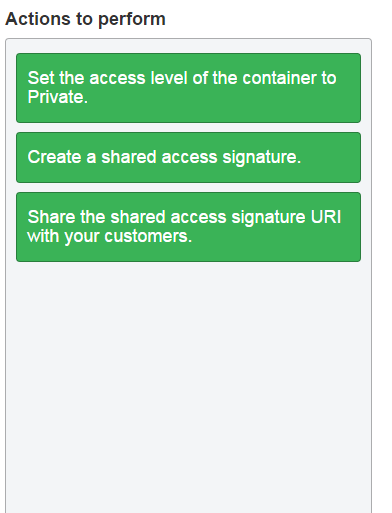 Actions to perform
Set the access level of the container to
Private.
Create a shared access signature.
Share the shared access signature URI
with your customers.